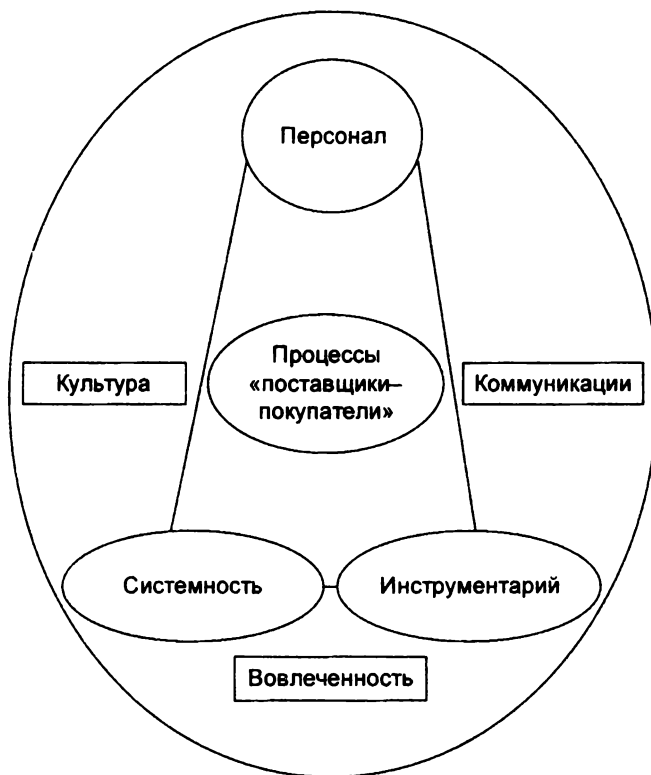 Персонал
Процессы
«поставщики–
покупатели»
Культура
Коммуникации
Системность
Инструментарий
Вовлеченность